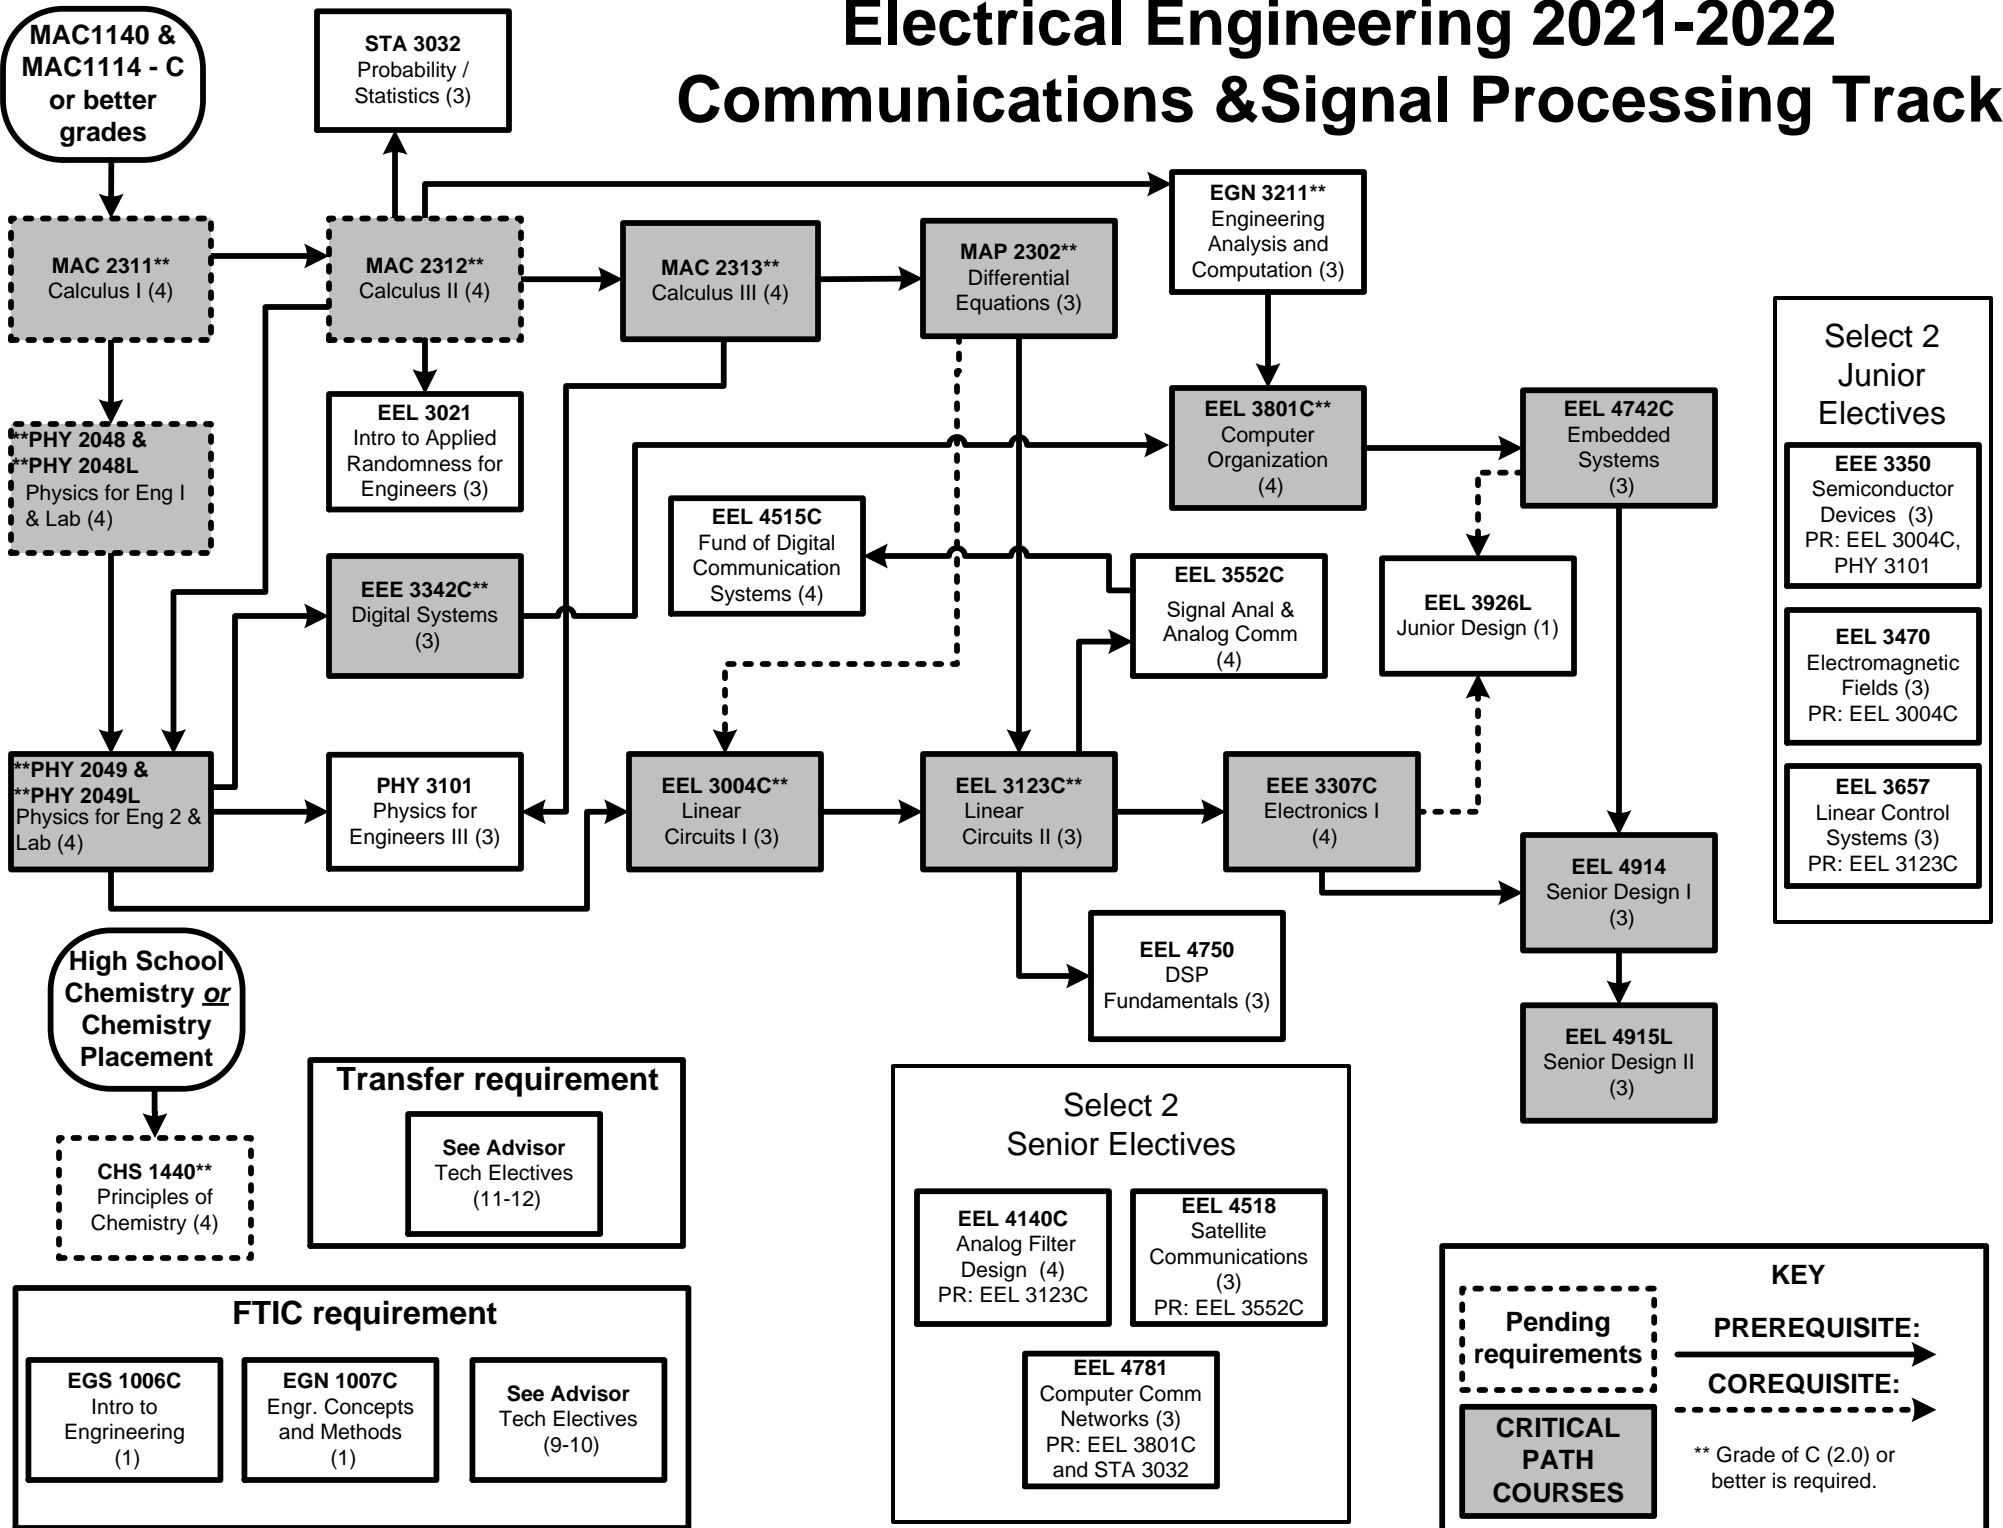 Electrical Engineering 2021-2022
Communications &Signal Processing Track
MAC1140 &
MAC1114 - C
or better
grades
STA 3032
Probability /
Statistics (3)
EGN 3211**
Engineering
Analysis and
Computation (3)
MAC 2311**
Calculus I (4)
MAC 2312**
Calculus II (4)
MAC 2313**
Calculus III (4)
MAP 2302**
Differential
Equations (3)
**PHY 2048 &
**PHY 2048L
Physics for Eng I
& Lab (4)
EEL 3021
Intro to Applied
Randomness for
Engineers (3)
EEL 3801C**
Computer
Organization
(4)
EEL 4742C
Embedded
Systems
(3)
EEL 4515C
Fund of Digital
Communication
Systems (4)
EEE 3342C**
Digital Systems
(3)
EEL 3552C
Signal Anal &
Analog Comm
(4)
EEL 3926L
Junior Design (1)
**PHY 2049 &
**PHY 2049L
Physics for Eng 2 &
Lab (4)
PHY 3101
Physics for
Engineers III (3)
EEL 3004C**
Linear
Circuits I (3)
EEL 3123C**
Linear
Circuits II (3)
EEE 3307C
Electronics I
(4)
EEL 4914
Senior Design I
(3)
EEL 4750
DSP
Fundamentals (3)
EEL 4915L
Senior Design II
(3)
Select 2
Junior
Electives
EEE 3350
Semiconductor
Devices (3)
PR: EEL 3004C,
PHY 3101
EEL 3470
Electromagnetic
Fields (3)
PR: EEL 3004C
EEL 3657
Linear Control
Systems (3)
PR: EEL 3123C
High School
Chemistry or
Chemistry
Placement
CHS 1440**
Principles of
Chemistry (4)
Transfer requirement
See Advisor
Tech Electives
(11-12)
FTIC requirement
EGS 1006C
Intro to
Engrineering
(1)
EGN 1007C
Engr. Concepts
and Methods
(1)
See Advisor
Tech Electives
(9-10)
Select 2
Senior Electives
EEL 4140C
Analog Filter
Design (4)
PR: EEL 3123C
EEL 4518
Satellite
Communications
(3)
PR: EEL 3552C
EEL 4781
Computer Comm
Networks (3)
PR: EEL 3801C
and STA 3032
KEY
Pending
requirements
PREREQUISITE:
COREQUISITE:
CRITICAL
PATH
COURSES
** Grade of C (2.0) or
better is required.